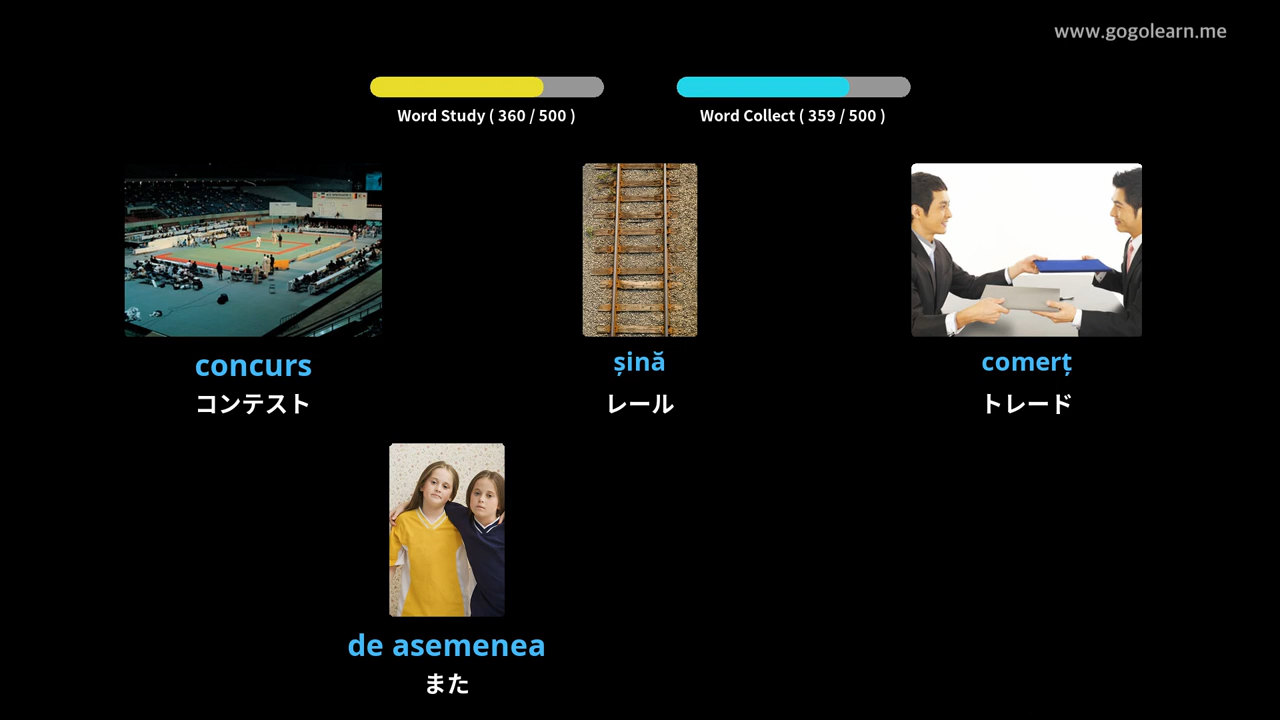 www.gogolearn.me
Word Study ( 360 / 500 )
Word Collect ( 359 / 500 )
concurs
コンテスト
șină
レール
comerț
トレード
de asemenea
また